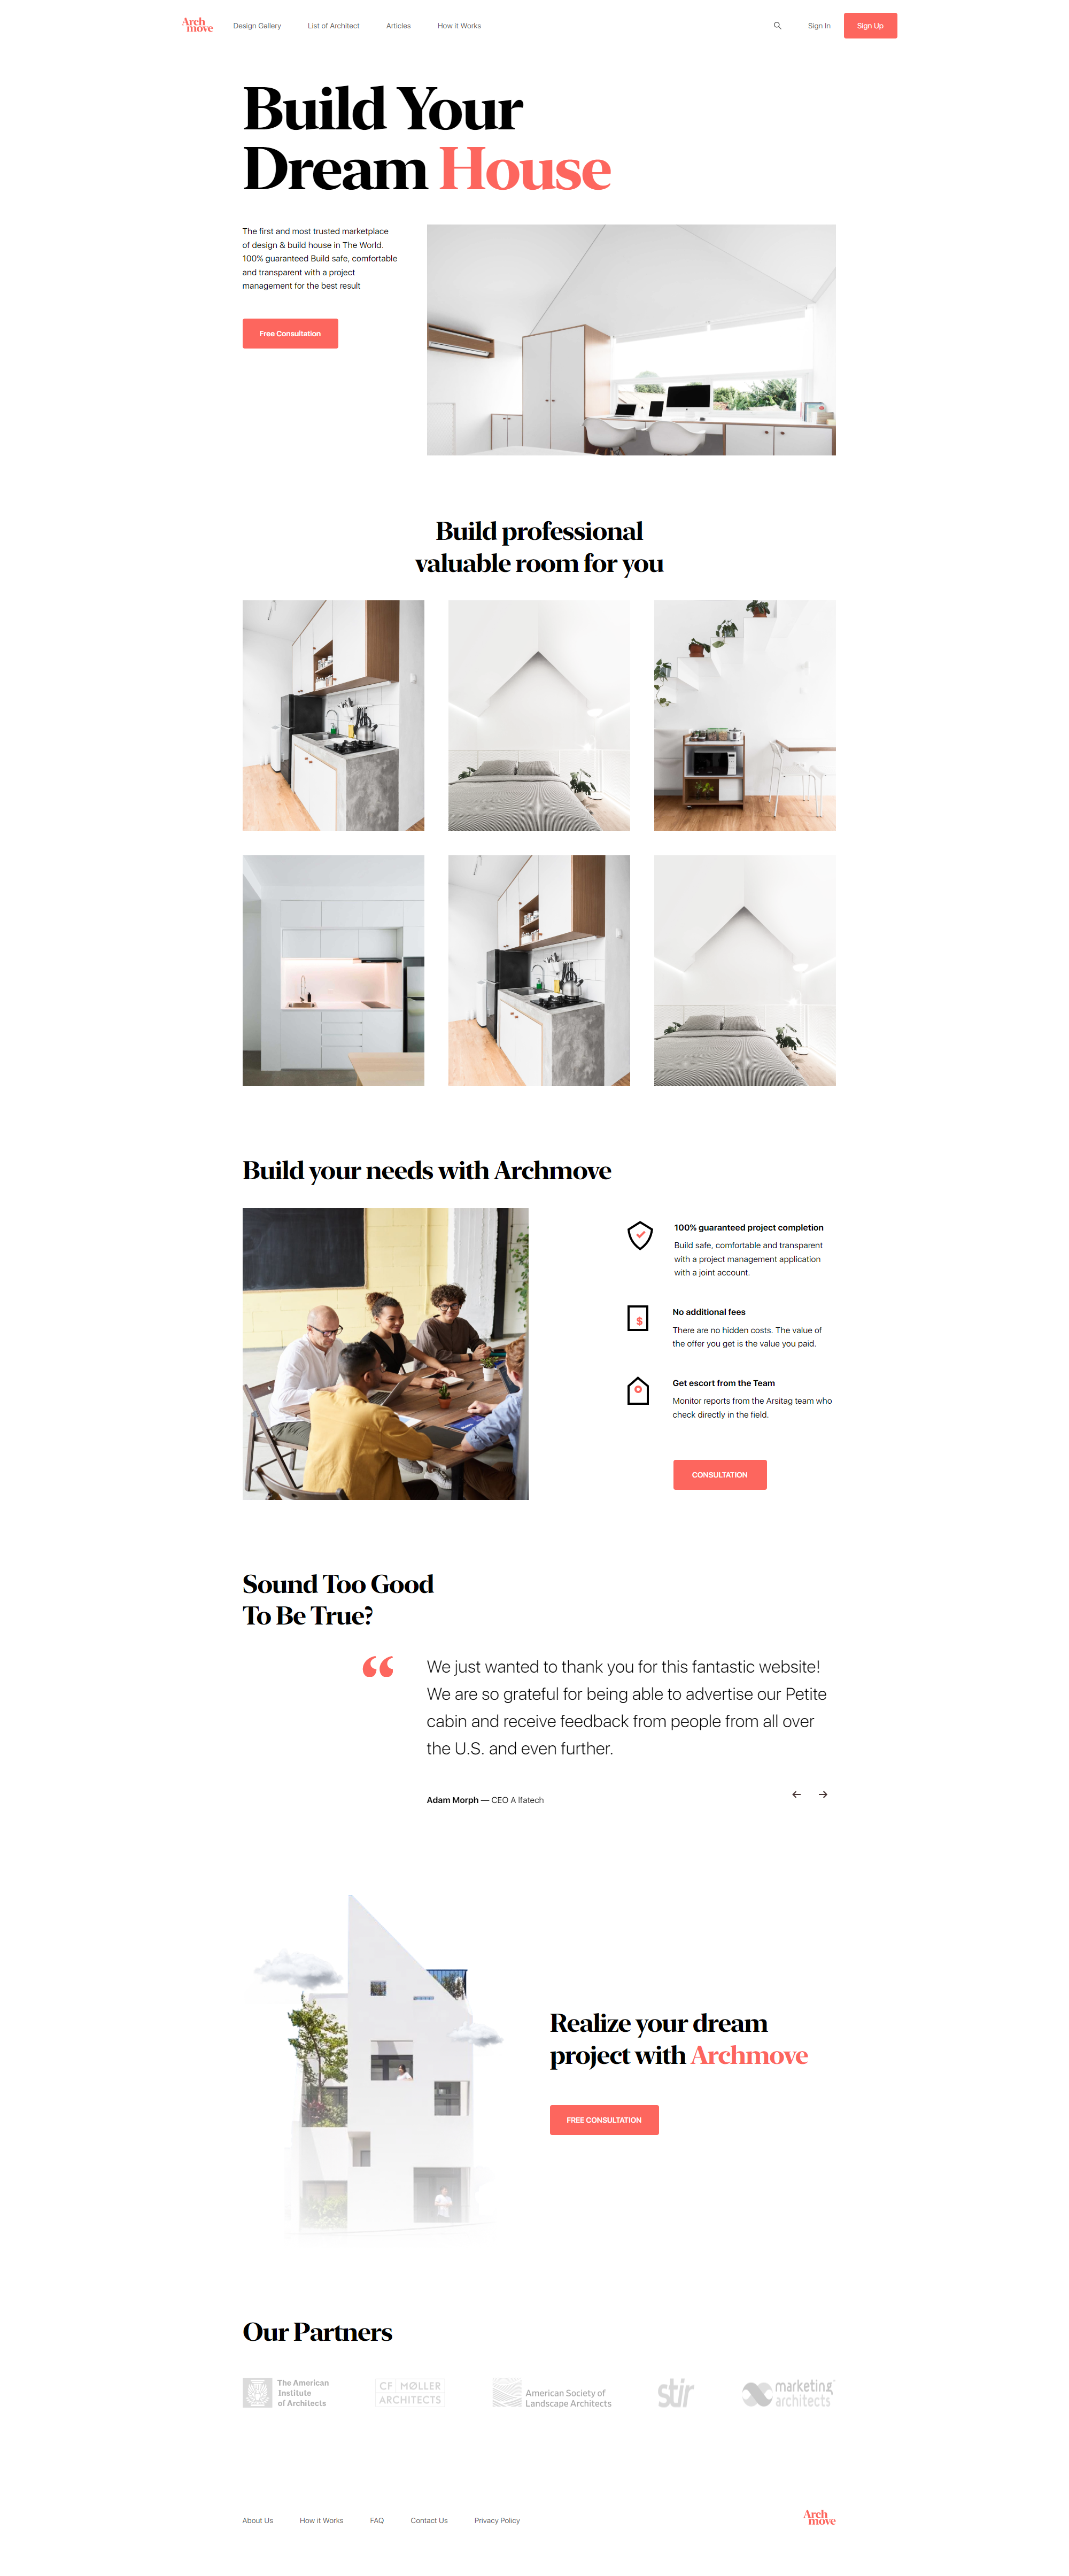 Arch
move
Design Gallery
List of Architect
Articles
How it Works
Sign In
Sign Up
Build Your
Dream House
The first and most trusted marketplace
of design & build house in The World.
100% guaranteed Build safe, comfortable
and transparent with a project
management for the best result
Free Consultation
Build professional
valuable room for you
Build your needs with Archmove
100% guaranteed project completion
Build safe, comfortable and transparent
with a project management application
with a joint account.
$
No additional fees
There are no hidden costs. The value of
the offer you get is the value you paid.
Get escort from the Team
Monitor reports from the Arsitag team who
check directly in the field.
CONSULTATION
Sound Too Good
To Be True?
“
We just wanted to thank you for this fantastic website!
We are so grateful for being able to advertise our Petite
cabin and receive feedback from people from all over
the U.S. and even further.
Adam Morph — CEO A lfatech
Realize your dream
project with Archmove
FREE CONSULTATION
Our Partners
The American
Institute
of Architects
CF MØLLER
ARCHITECTS
American Society of
Landscape Architects
stir
marketing
architects
About Us
How it Works
FAQ
Contact Us
Privacy Policy
Arch
move